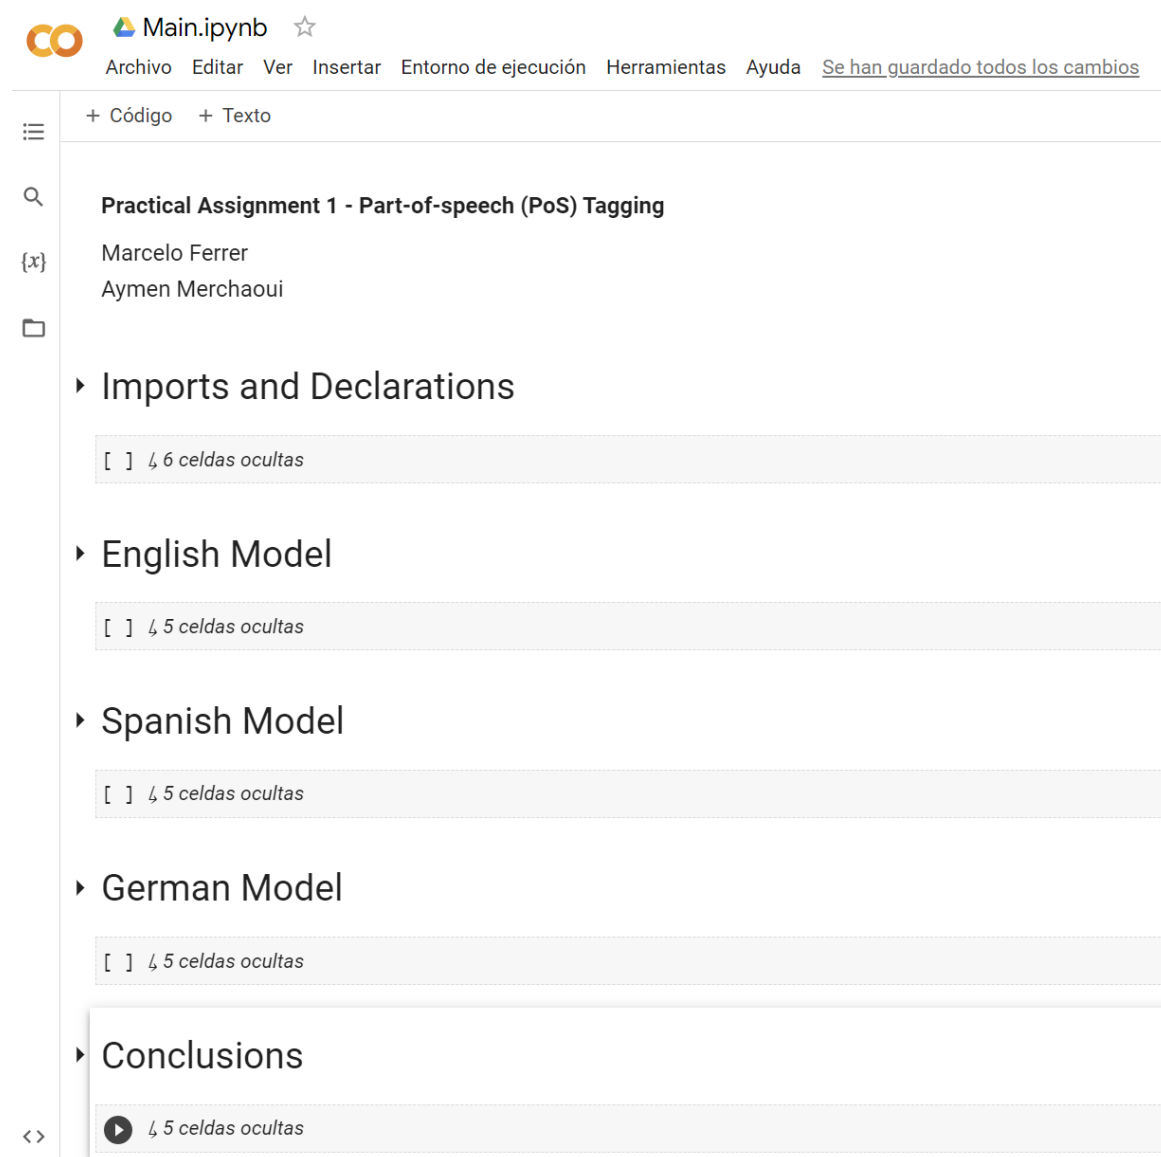 Main.ipynb
Archivo Editar Ver Insertar Entorno de ejecución Herramientas Ayuda Se han guardado todos los cambios
+ Código + Texto
Practical Assignment 1 - Part-of-speech (PoS) Tagging
Marcelo Ferrer
Aymen Merchaoui
Imports and Declarations
[ ] ↳ 6 celdas ocultas
English Model
[ ] ↳ 5 celdas ocultas
Spanish Model
[ ] ↳ 5 celdas ocultas
German Model
[ ] ↳ 5 celdas ocultas
Conclusions
↳ 5 celdas ocultas